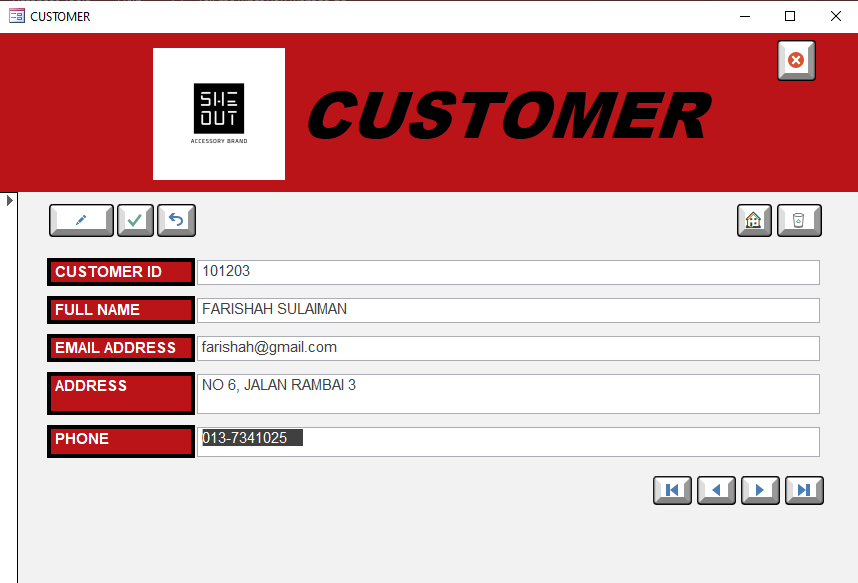 CUSTOMER
SHE
OUT
ACCESSORY BRAND
CUSTOMER
CUSTOMER ID 101203
FULL NAME FARISHAH SULAIMAN
EMAIL ADDRESS farishah@gmail.com
ADDRESS NO 6, JALAN RAMBAI 3
PHONE 013-7341025